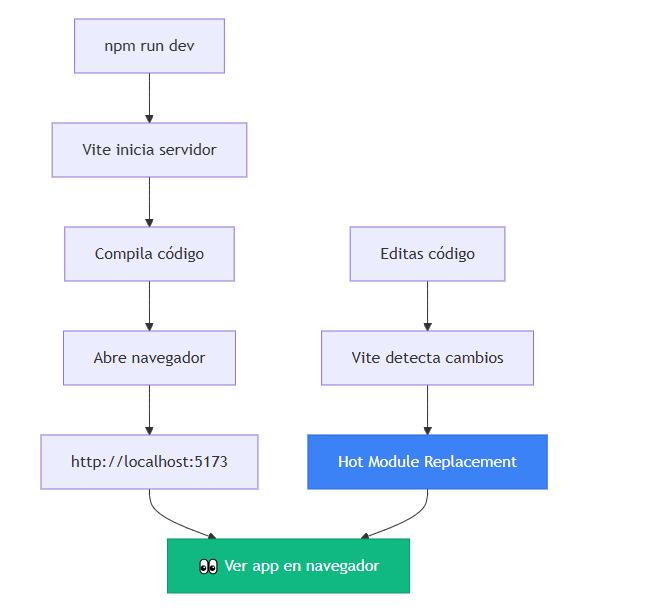 npm run dev
Vite inicia servidor
Compila código
Editas código
Abre navegador
Vite detecta cambios
http://localhost:5173
Hot Module Replacement
👀 Ver app en navegador